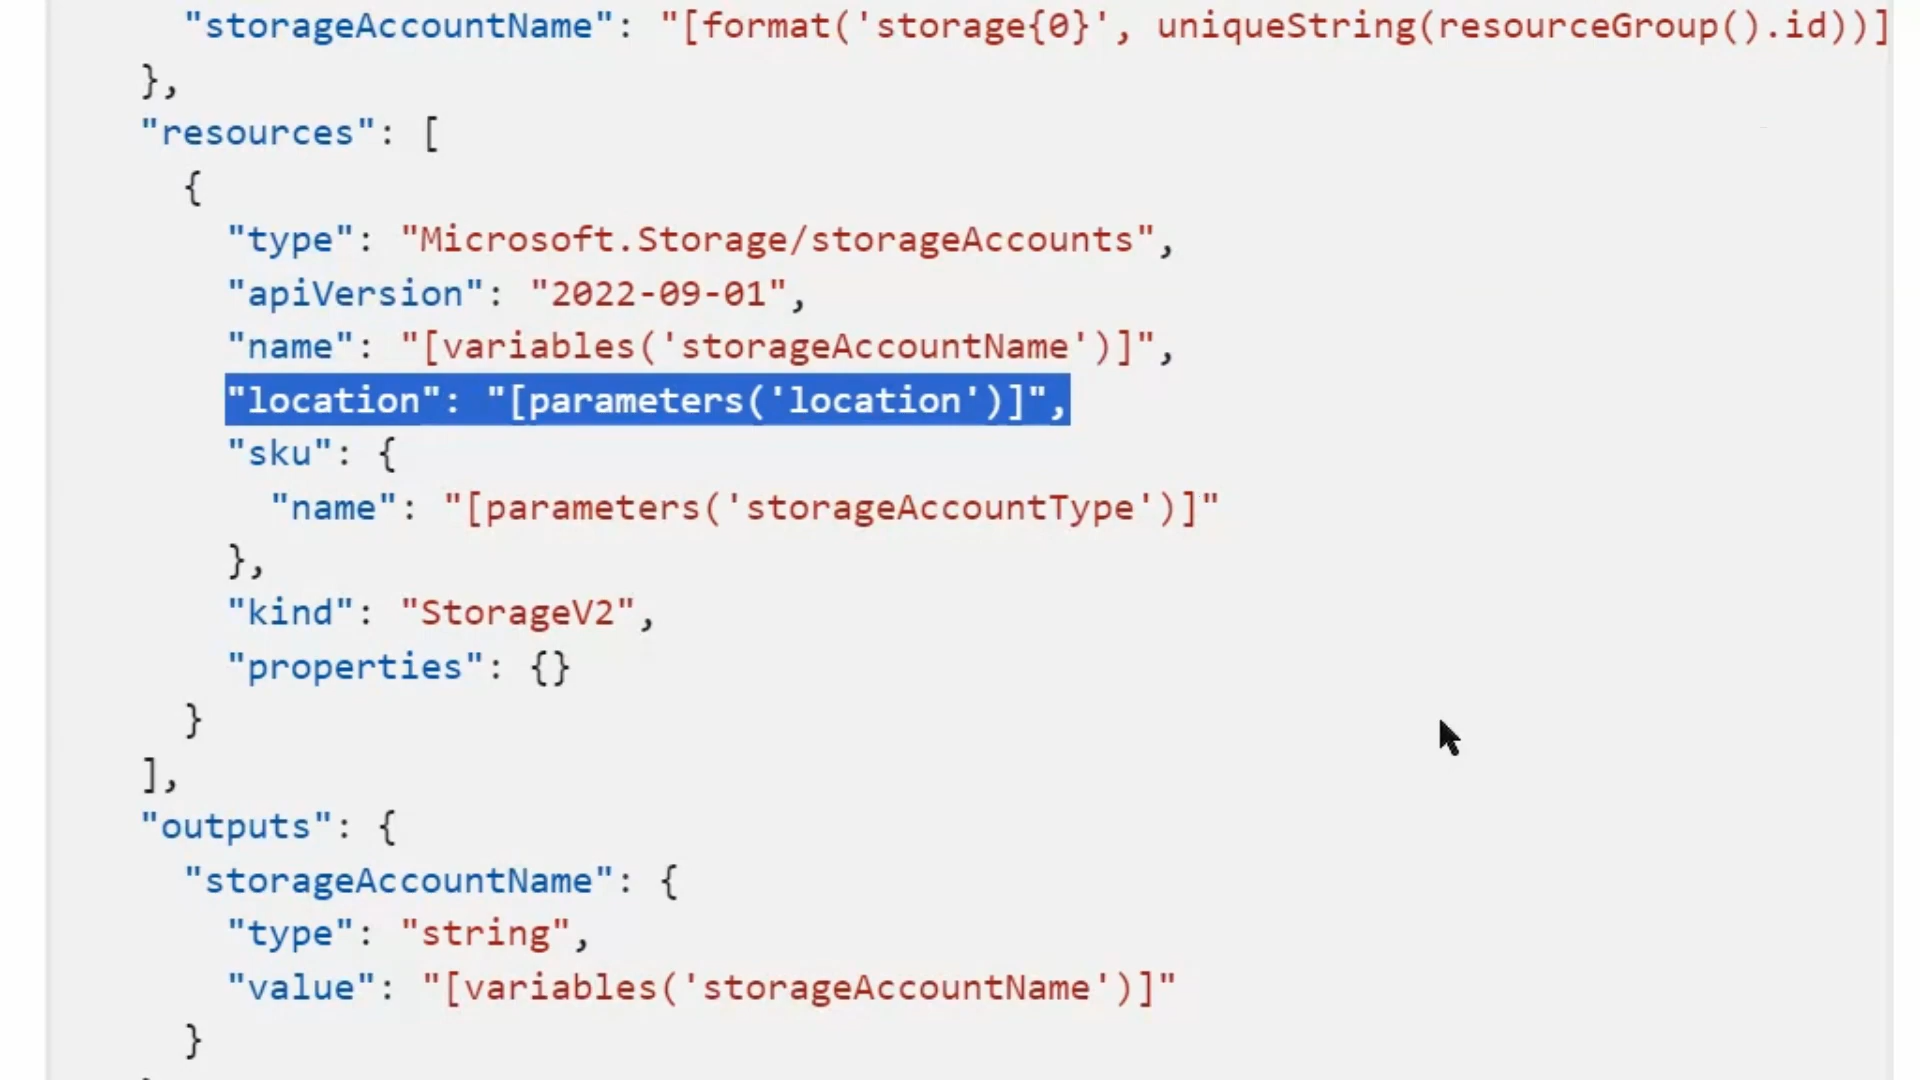 "storageAccountName": "[format('storage{0}', uniqueString(resourceGroup().id))]
},
"resources": [
{
"type": "Microsoft.Storage/storageAccounts",
"apiVersion": "2022-09-01",
"name": "[variables('storageAccountName')]",
"location": "[parameters('location')]",
"sku": {
"name": "[parameters('storageAccountType')]"
},
"kind": "StorageV2",
"properties": {}
}
],
"outputs": {
"storageAccountName": {
"type": "string",
"value": "[variables('storageAccountName')]"
}